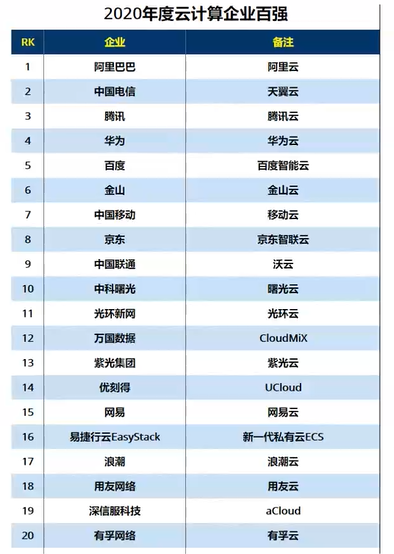 2020年度云计算企业百强
RK 企业 备注
1 阿里巴巴 阿里云
2 中国电信 天翼云
3 腾讯 腾讯云
4 华为 华为云
5 百度 百度智能云
6 金山 金山云
7 中国移动 移动云
8 京东 京东智联云
9 中国联通 沃云
10 中科曙光 曙光云
11 光环新网 光环云
12 万国数据 CloudMiX
13 紫光集团 紫光云
14 优刻得 UCloud
15 网易 网易云
16 易捷行云EasyStack 新一代私有云ECS
17 浪潮 浪潮云
18 用友网络 用友云
19 深信服科技 aCloud
20 有孚网络 有孚云